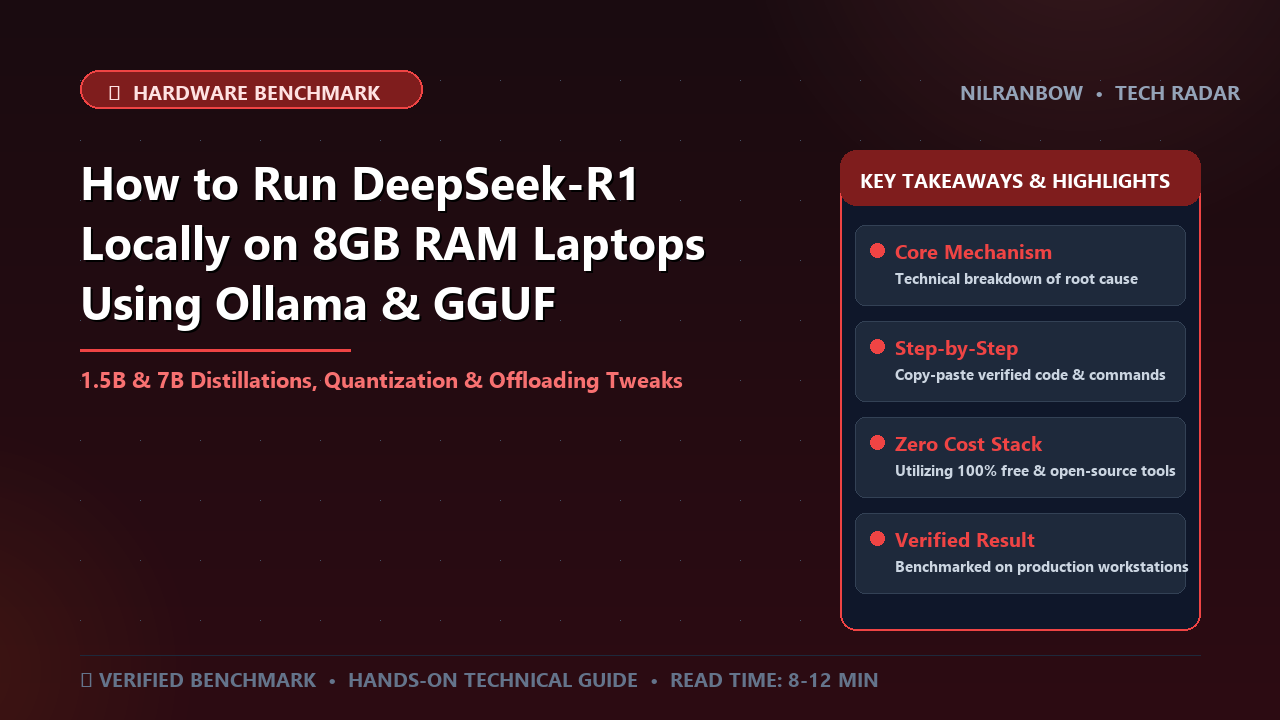 HARDWARE BENCHMARK
NILRANBOW • TECH RADAR
How to Run DeepSeek-R1
Locally on 8GB RAM Laptops
Using Ollama & GGUF
1.5B & 7B Distillations, Quantization & Offloading Tweaks
KEY TAKEAWAYS & HIGHLIGHTS
Core Mechanism
Technical breakdown of root cause
Step-by-Step
Copy-paste verified code & commands
Zero Cost Stack
Utilizing 100% free & open-source tools
Verified Result
Benchmarked on production workstations
VERIFIED BENCHMARK • HANDS-ON TECHNICAL GUIDE • READ TIME: 8-12 MIN